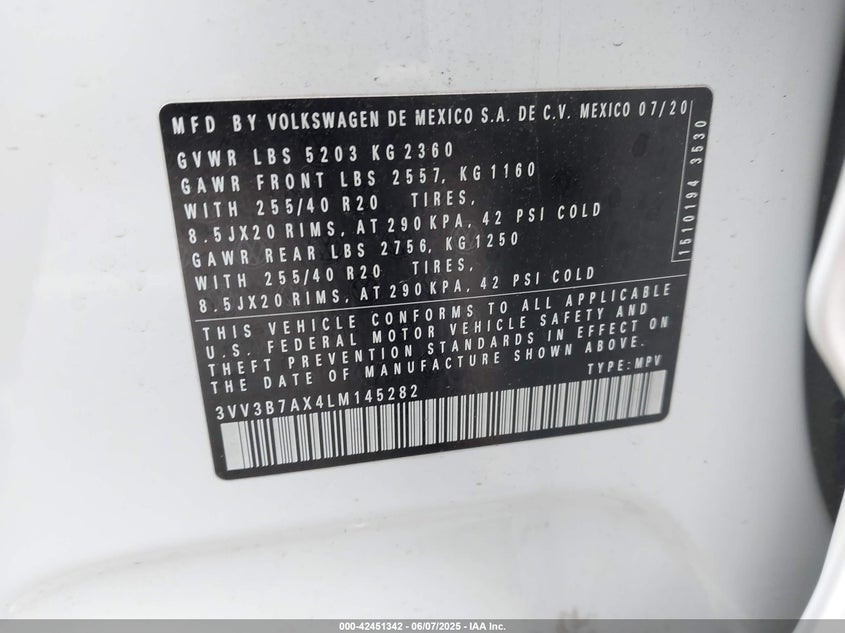 MFD BY VOLKSWAGEN DE MEXICO S.A. DE C.V. MEXICO 07/20
GVWR LBS 5203 KG 2360
GAWR FRONT LBS 2557, KG 1160
WITH 255/40 R20 TIRES,
8.5JX20 RIMS, AT 290 KPA, 42 PSI COLD
GAWR REAR LBS 2756, KG 1250
WITH 255/40 R20 TIRES,
8.5JX20 RIMS, AT 290 KPA, 42 PSI COLD
1510194 3530
THIS VEHICLE CONFORMS TO ALL APPLICABLE
U.S. FEDERAL MOTOR VEHICLE SAFETY AND
THEFT PREVENTION STANDARDS IN EFFECT ON
THE DATE OF MANUFACTURE SHOWN ABOVE.
TYPE: MPV
3VV3B7AX4LM145282
000-42451342 | 06/07/2025 - IAA Inc.